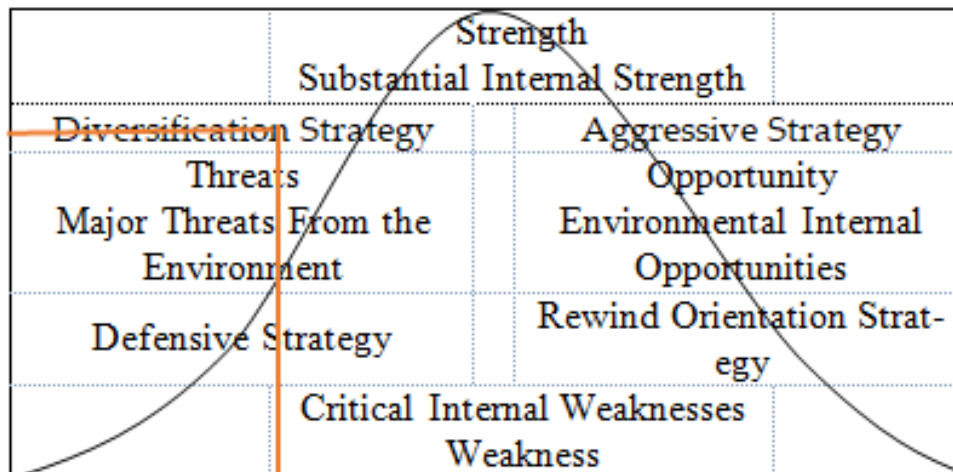 Strength
Substantial Internal Strength
Diversification Strategy
Aggressive Strategy
Threats
Major Threats From the
Environment
Opportunity
Environmental Internal
Opportunities
Defensive Strategy
Rewind Orientation Strat-
egy
Critical Internal Weaknesses
Weakness